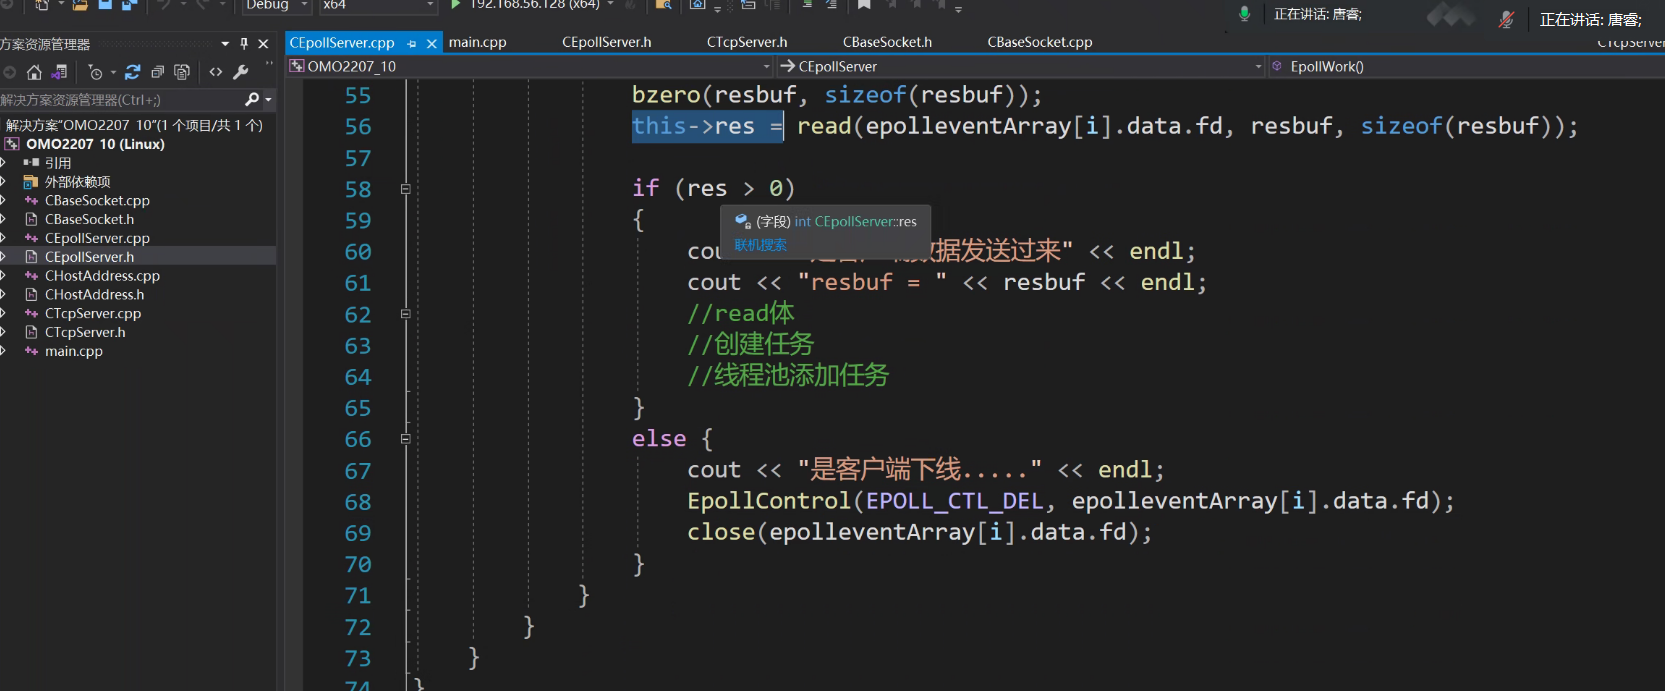 Debug x64 192.168.56.128 (x64)
正在讲话: 唐睿;
正在讲话: 唐睿;
方案资源管理器
CEpollServer.cpp main.cpp CEpollServer.h CTcpServer.h CBaseSocket.h CBaseSocket.cpp
OMO2207_10 CEpollServer EpollWork()
解决方案资源管理器(Ctrl+;)
解决方案"OMO2207_10"(1 个项目/共 1 个)
OMO2207_10 (Linux)
引用
外部依赖项
CBaseSocket.cpp
CBaseSocket.h
CEpollServer.cpp
CEpollServer.h
CHostAddress.cpp
CHostAddress.h
CTcpServer.cpp
CTcpServer.h
main.cpp
55 bzero(resbuf, sizeof(resbuf));
56 this->res = read(epolleventArray[i].data.fd, resbuf, sizeof(resbuf));
57
58 if (res > 0)
59 {
(字段) int CEpollServer::res
联机搜索
60 数据发送过来" << endl;
61 cout << "resbuf = " << resbuf << endl;
62 //read体
63 //创建任务
64 //线程池添加任务
65 }
66 else {
67 cout << "是客户端下线....." << endl;
68 EpollControl(EPOLL_CTL_DEL, epolleventArray[i].data.fd);
69 close(epolleventArray[i].data.fd);
70 }
71 }
72 }
73 }
74 }